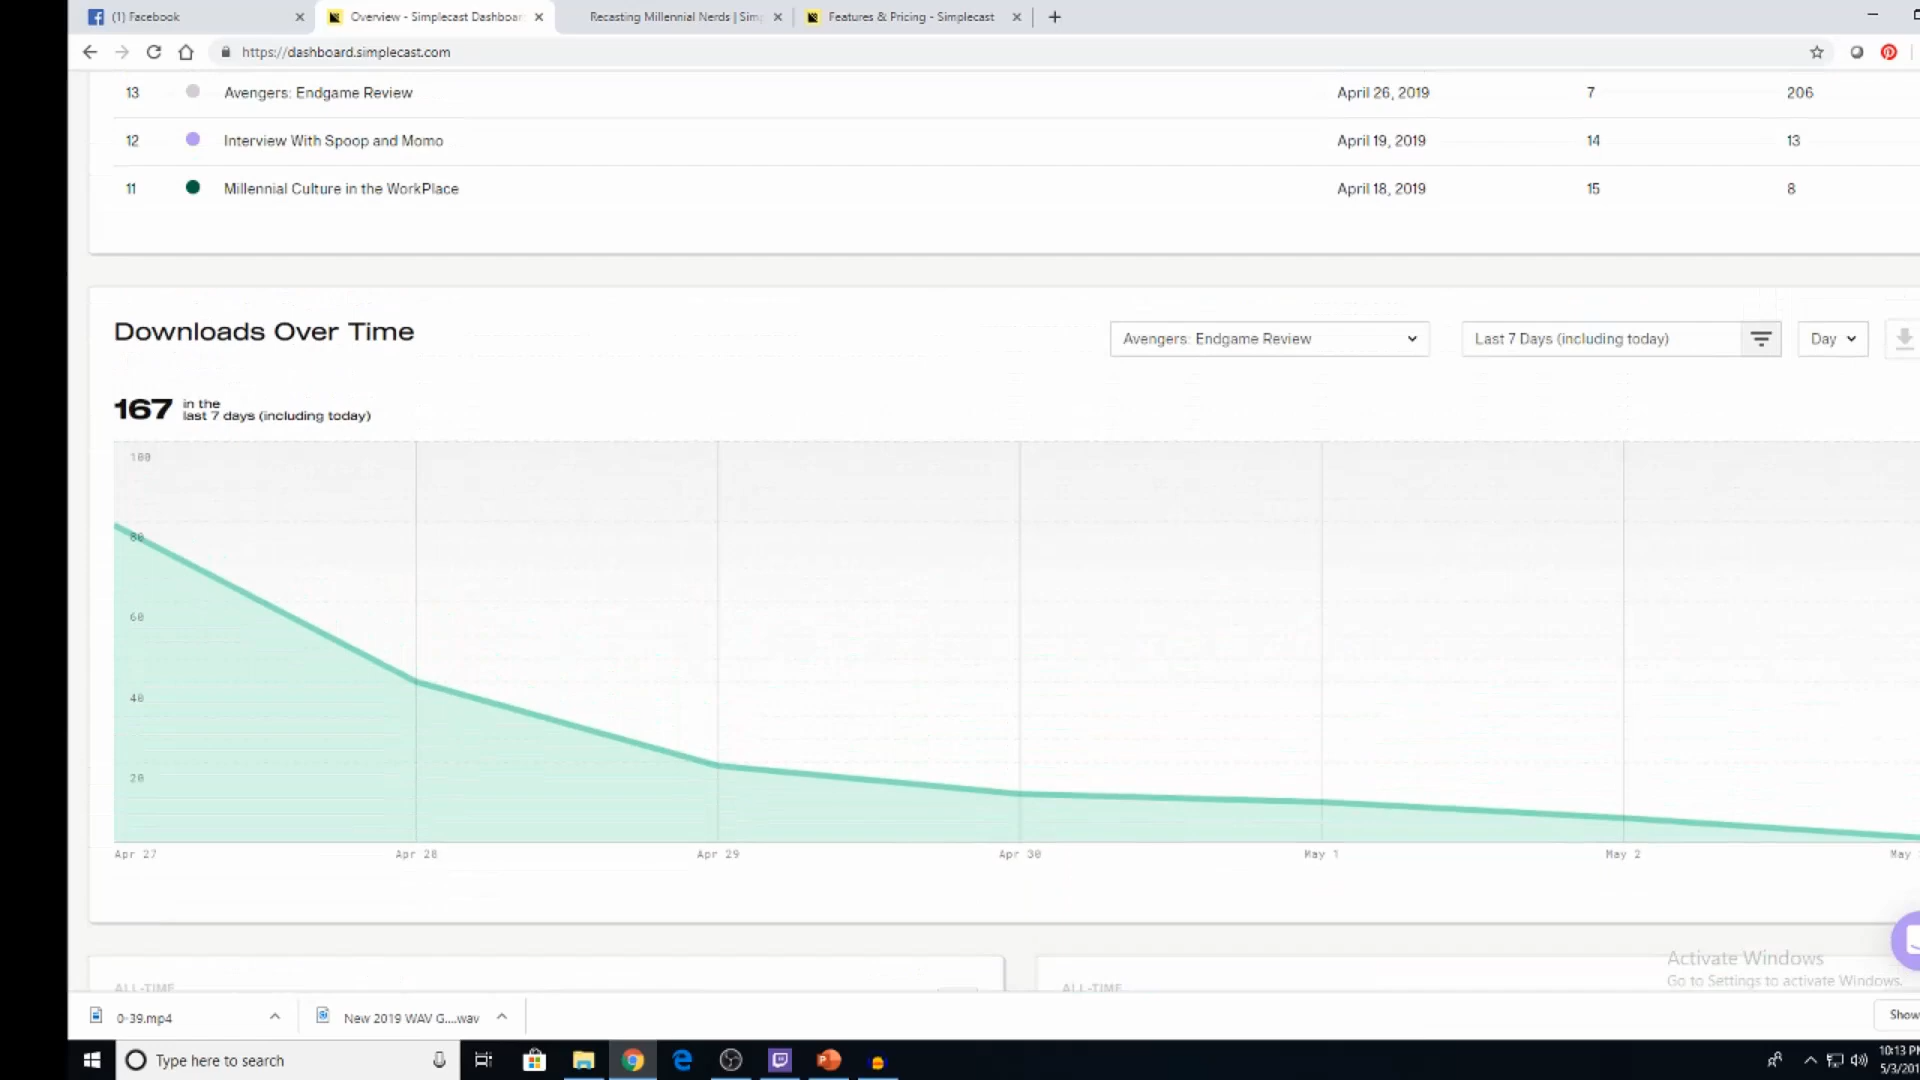 (1) Facebook
Overview - Simplecast Dashboar
Recasting Millennial Nerds | Sim
Features & Pricing - Simplecast
https://dashboard.simplecast.com
13 Avengers: Endgame Review April 26, 2019 7 206
12 Interview With Spoop and Momo April 19, 2019 14 13
11 Millennial Culture in the WorkPlace April 18, 2019 15 8
Downloads Over Time
Avengers: Endgame Review
Last 7 Days (including today)
Day
167 in the
last 7 days (including today)
100
80
60
40
20
Apr 27 Apr 28 Apr 29 Apr 30 May 1 May 2 May
Activate Windows
Go to Settings to activate Windows.
ALL-TIME
ALL-TIME
0-39.mp4
New 2019 WAV G....wav
Show
Type here to search
10:13 PM
5/3/201